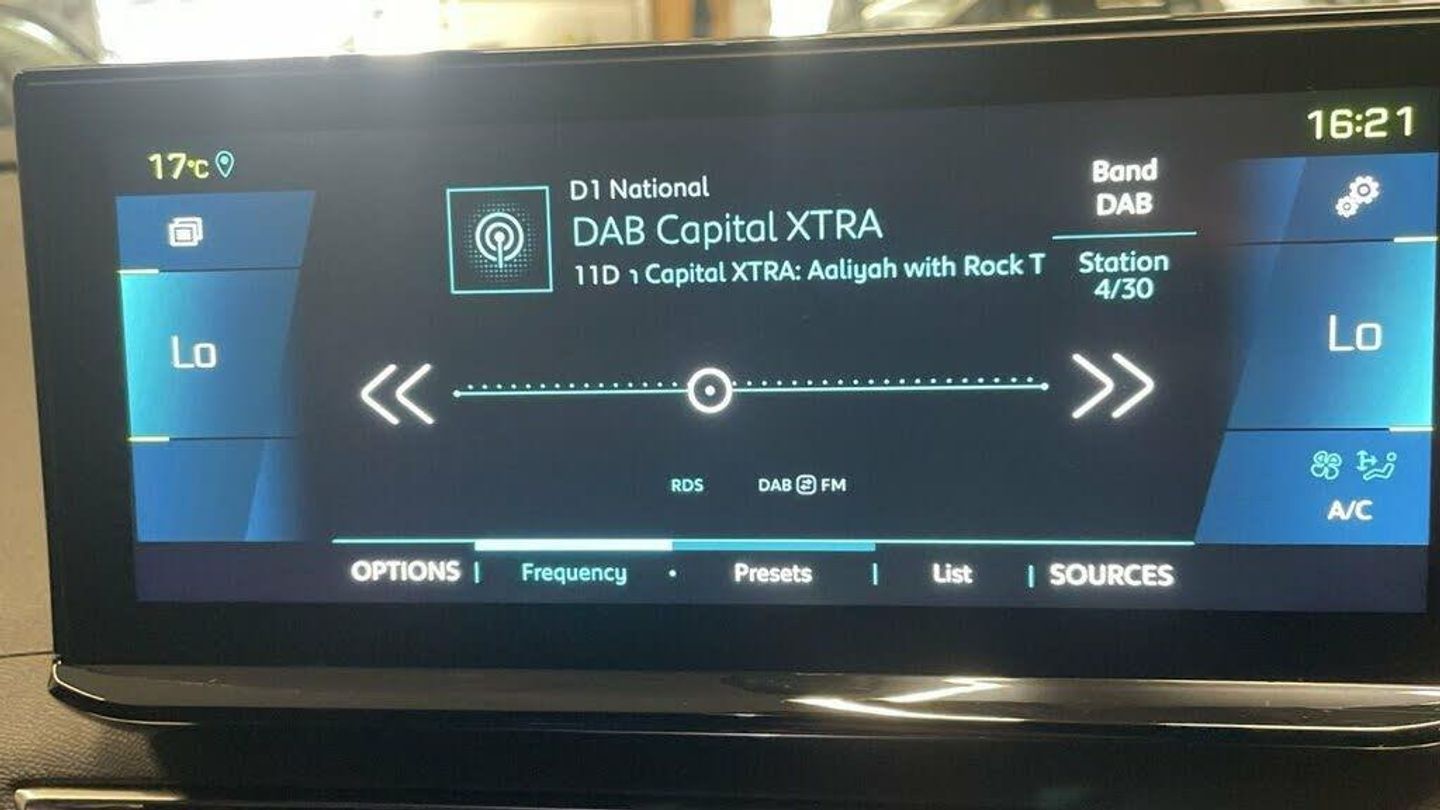 16:21
17°C
D1 National
DAB Capital XTRA
11D Capital XTRA: Aaliyah with Rock T
Band
DAB
Station
4/30
Lo
Lo
RDS
DAB FM
A/C
OPTIONS | Frequency • Presets | List | SOURCES